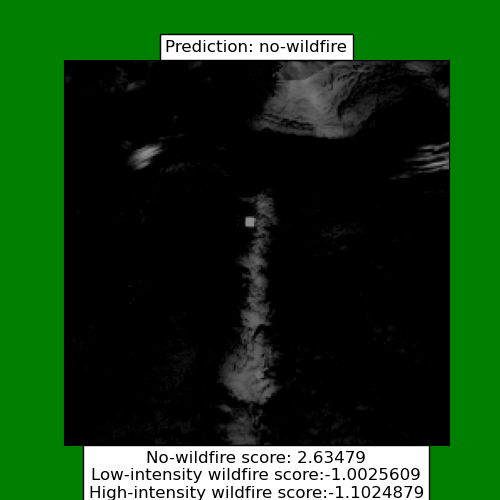 Prediction: no-wildfire
No-wildfire score: 2.63479
Low-intensity wildfire score:-1.0025609
High-intensity wildfire score:-1.1024879